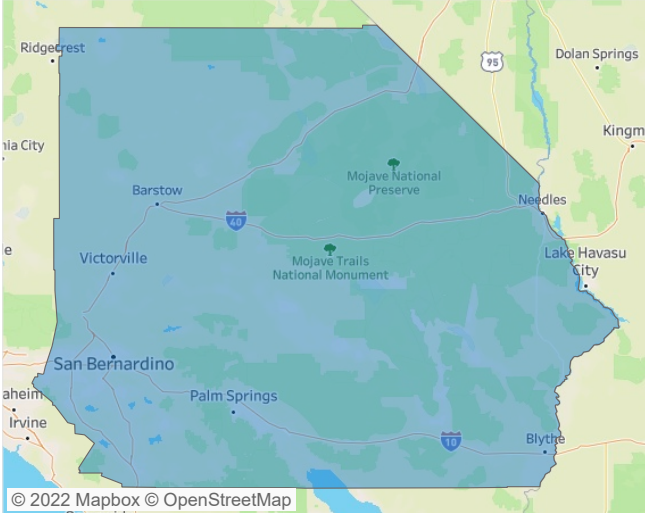 Ridgecrest
95
Dolan Springs
Kingm
nia City
Mojave National
Preserve
Barstow
Needles
40
e
Victorville
Mojave Trails
National Monument
Lake Havasu
City
San Bernardino
aheim
Palm Springs
Irvine
10
Blythe
© 2022 Mapbox © OpenStreetMap